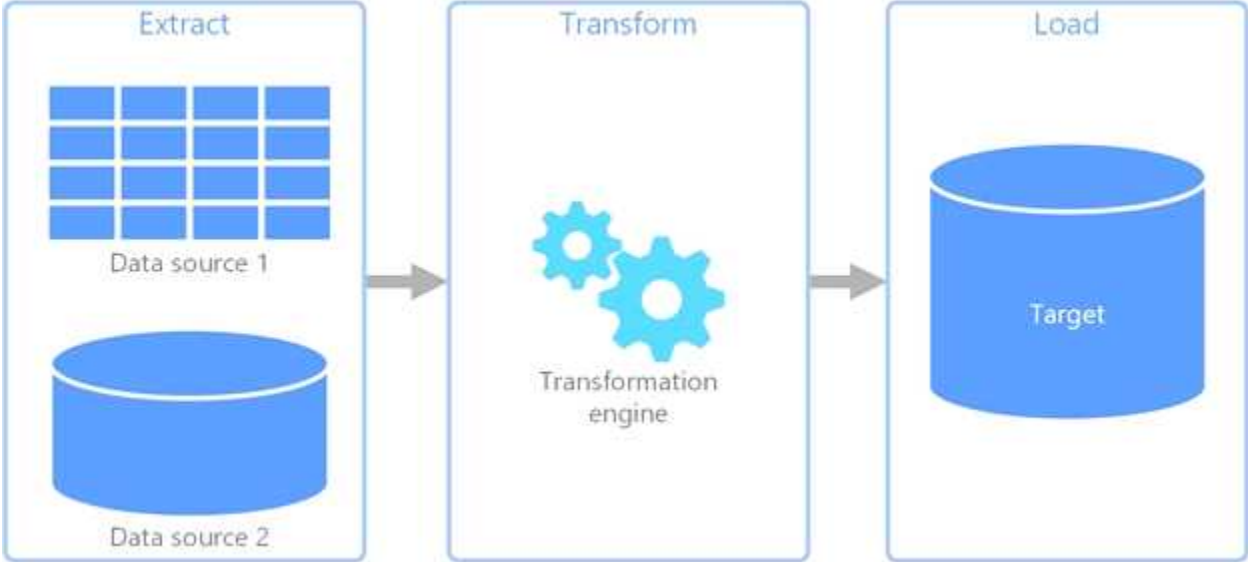 Extract
Data source 1
Data source 2
Transform
Transformation
engine
Load
Target